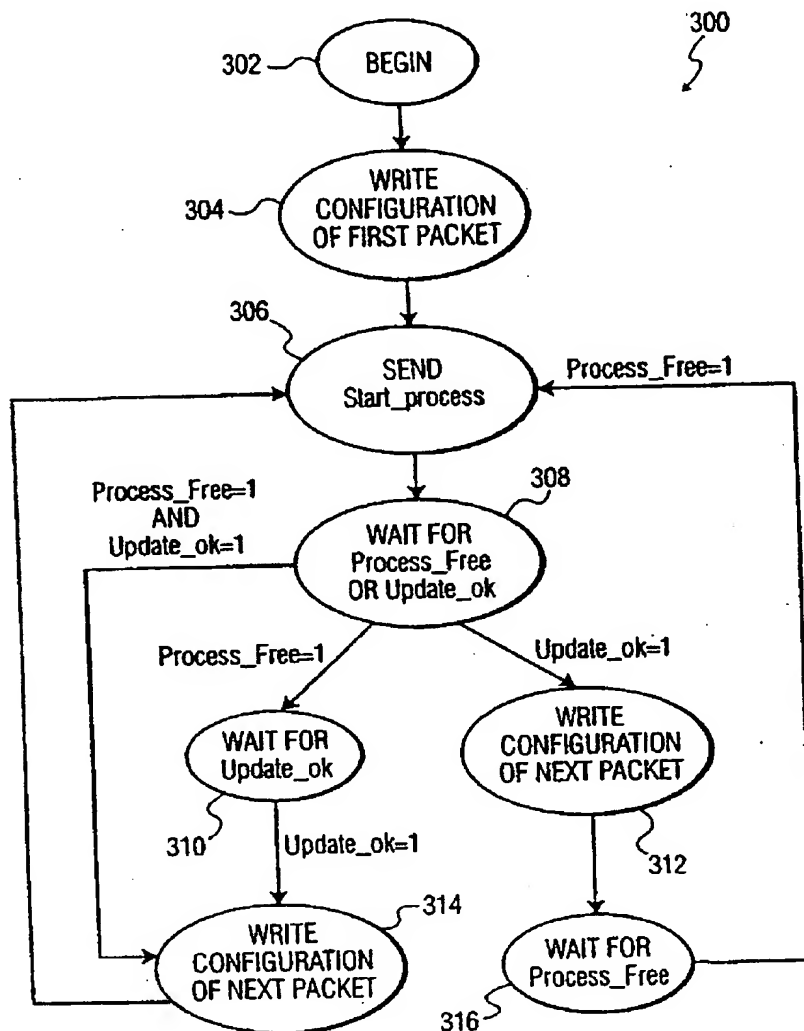 300
302
BEGIN
304
WRITE
CONFIGURATION
OF FIRST PACKET
306
SEND
Start_process
Process_Free=1
Process_Free=1
AND
Update_ok=1
308
WAIT FOR
Process_Free
OR Update_ok
Process_Free=1
Update_ok=1
WAIT FOR
Update_ok
310
WRITE
CONFIGURATION
OF NEXT PACKET
312
Update_ok=1
314
WRITE
CONFIGURATION
OF NEXT PACKET
WAIT FOR
Process_Free
316